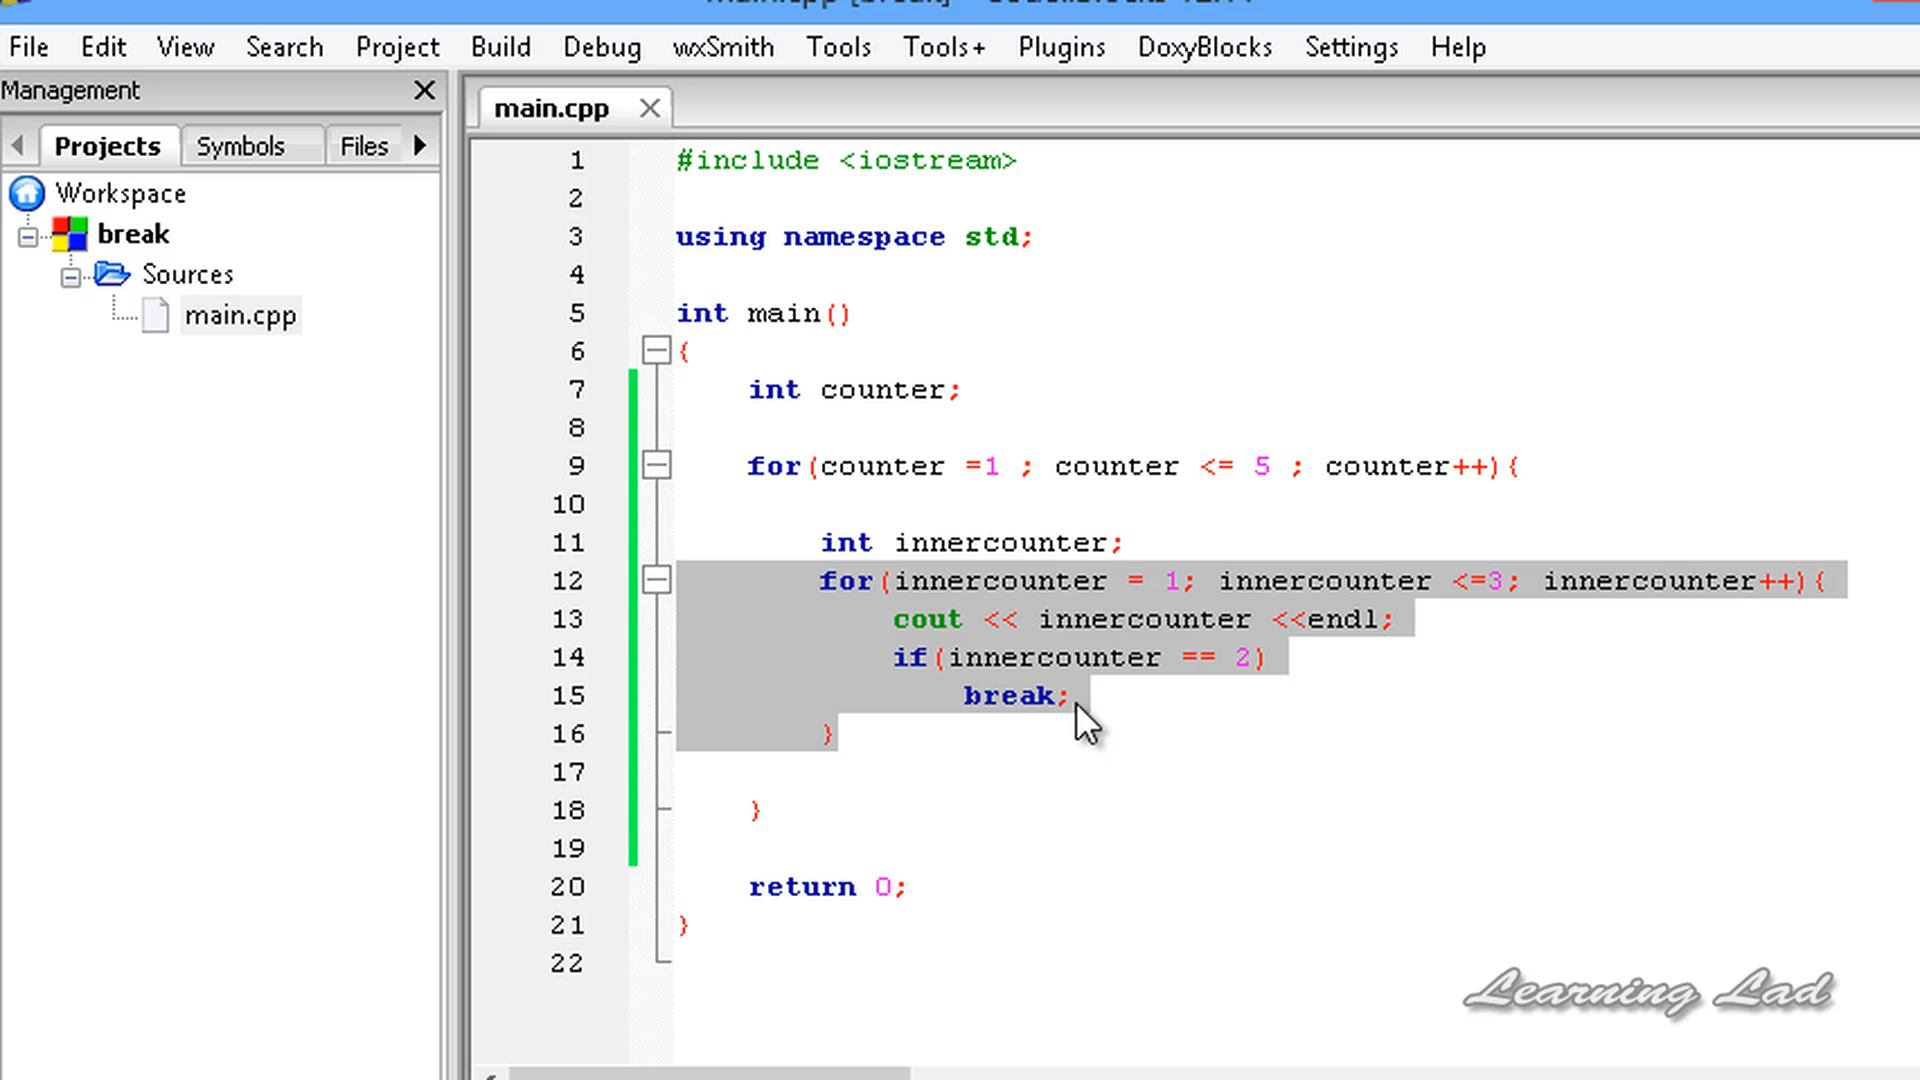 File Edit View Search Project Build Debug wxSmith Tools Tools+ Plugins DoxyBlocks Settings Help
Management
main.cpp
Projects Symbols Files
Workspace
break
Sources
main.cpp
1 #include <iostream>
2
3 using namespace std;
4
5 int main()
6 {
7 int counter;
8
9 for(counter =1 ; counter <= 5 ; counter++){
10
11 int innercounter;
12 for(innercounter = 1; innercounter <=3; innercounter++){
13 cout << innercounter <<endl;
14 if(innercounter == 2)
15 break;
16 }
17
18 }
19
20 return 0;
21 }
22
Learning Lad